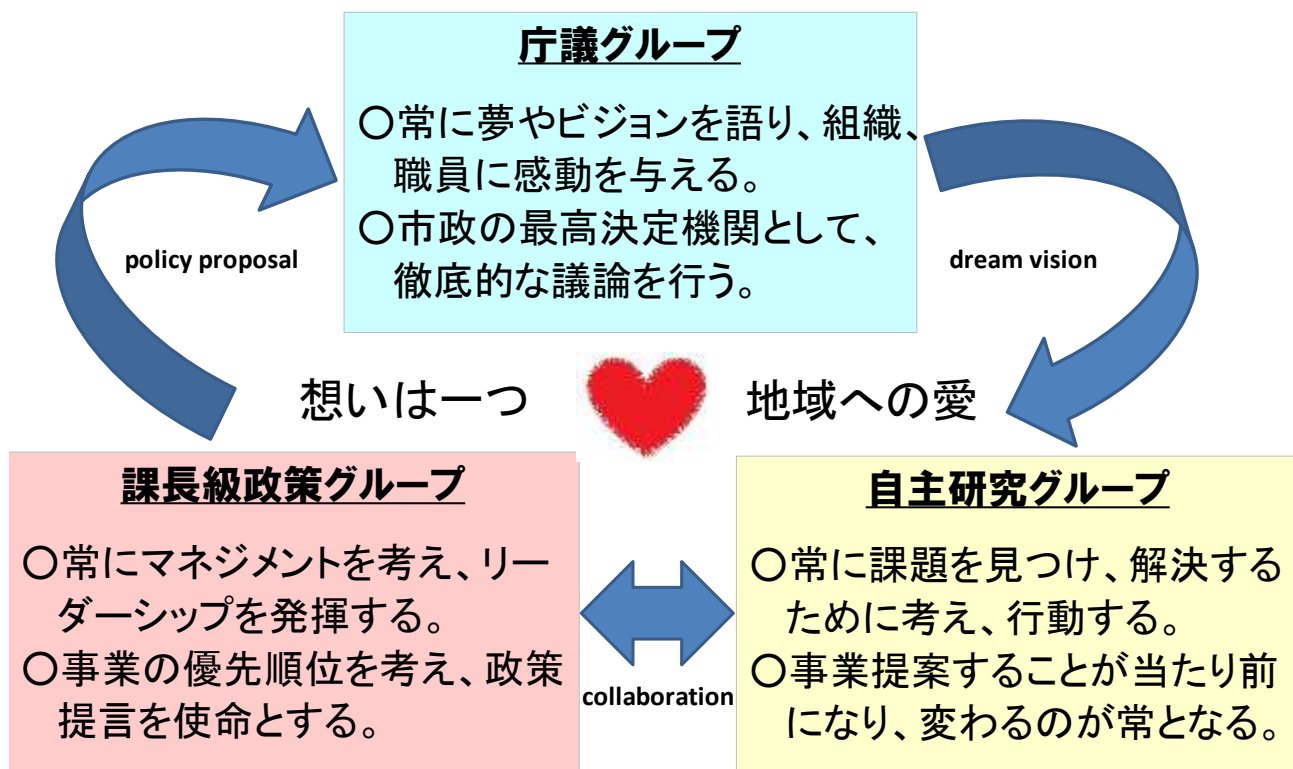 庁議グループ
〇常に夢やビジョンを語り、組織、
職員に感動を与える。
〇市政の最高決定機関として、
徹底的な議論を行う。
policy proposal
dream vision
想いは一つ
地域への愛
課長級政策グループ
〇常にマネジメントを考え、リー
ダーシップを発揮する。
〇事業の優先順位を考え、政策
提言を使命とする。
collaboration
自主研究グループ
〇常に課題を見つけ、解決する
ために考え、行動する。
〇事業提案することが当たり前
になり、変わるのが常となる。